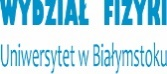 WYDZIAŁ FIZYKI
Uniwersytet w Białymstoku